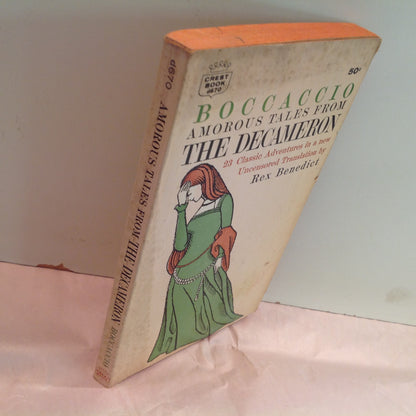 CREST
BOOK
d670
50¢
BOCCACCIO
AMOROUS TALES FROM
THE DECAMERON
23 Classic Adventures in a new
Uncensored Translation by
Rex Benedict
d670
AMOROUS TALES FROM THE DECAMERON BOCCACCIO